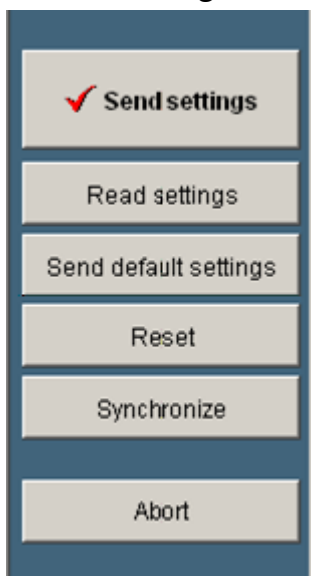 Send settings
Read settings
Send default settings
Reset
Synchronize
Abort